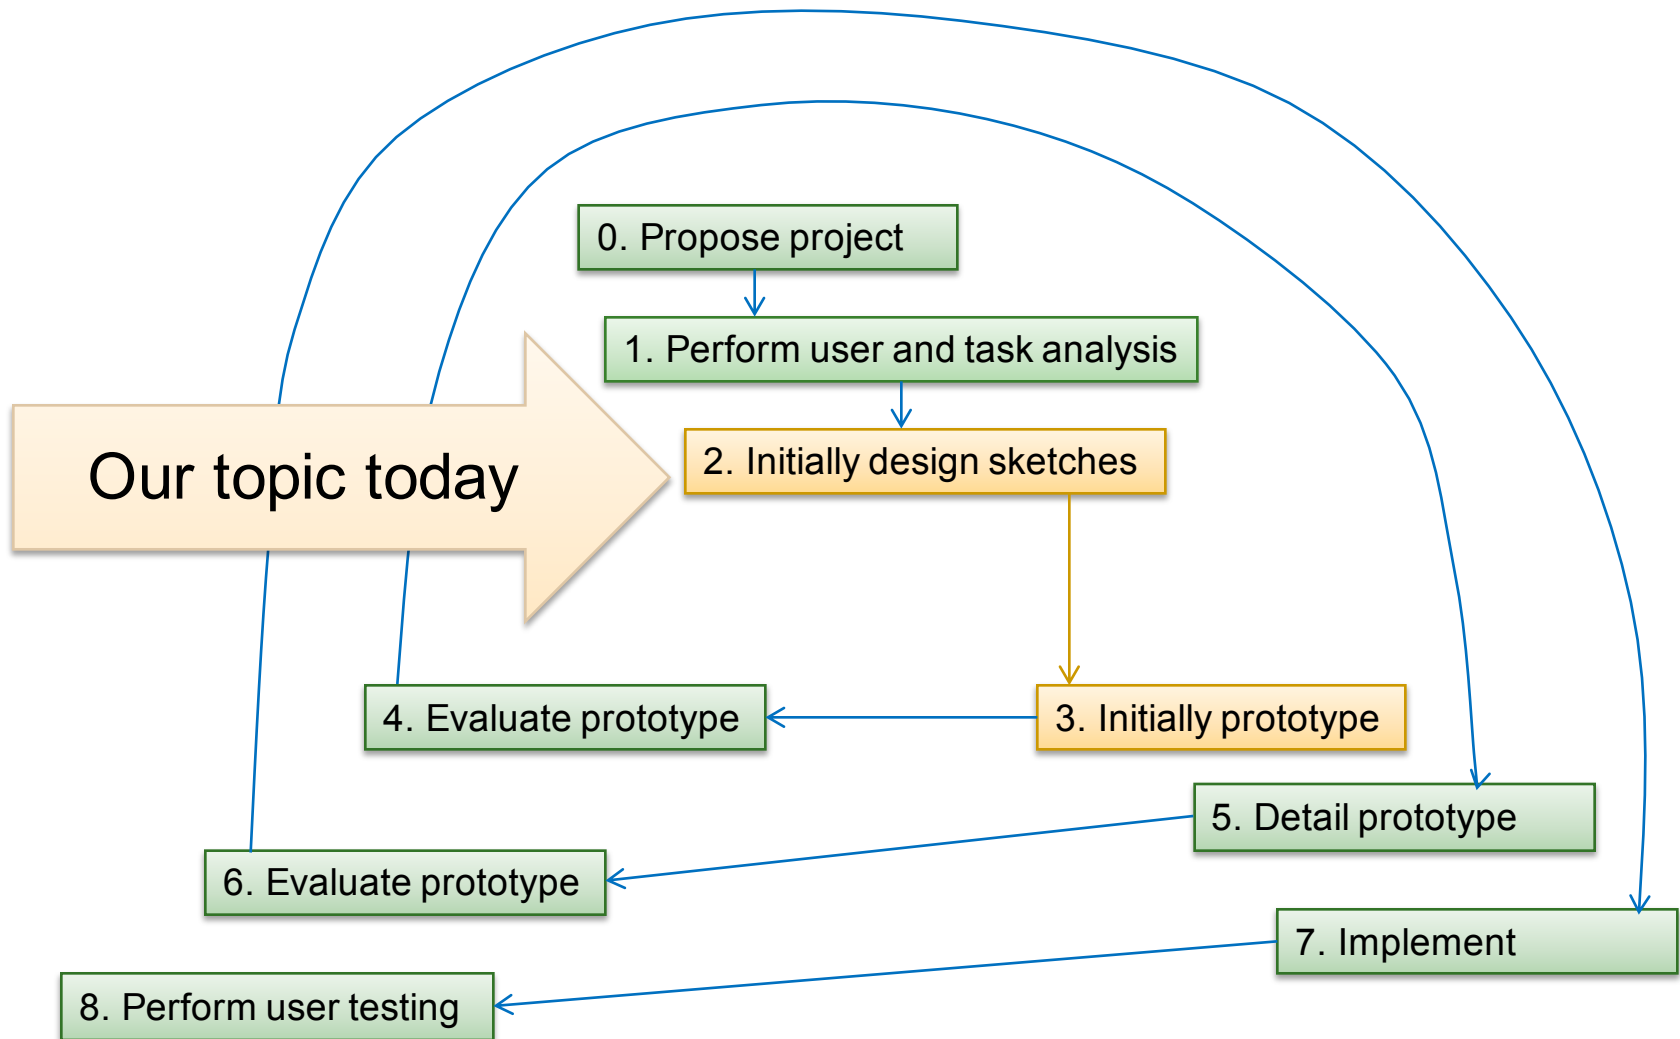 0. Propose project
1. Perform user and task analysis
Our topic today
2. Initially design sketches
4. Evaluate prototype
3. Initially prototype
5. Detail prototype
6. Evaluate prototype
7. Implement
8. Perform user testing